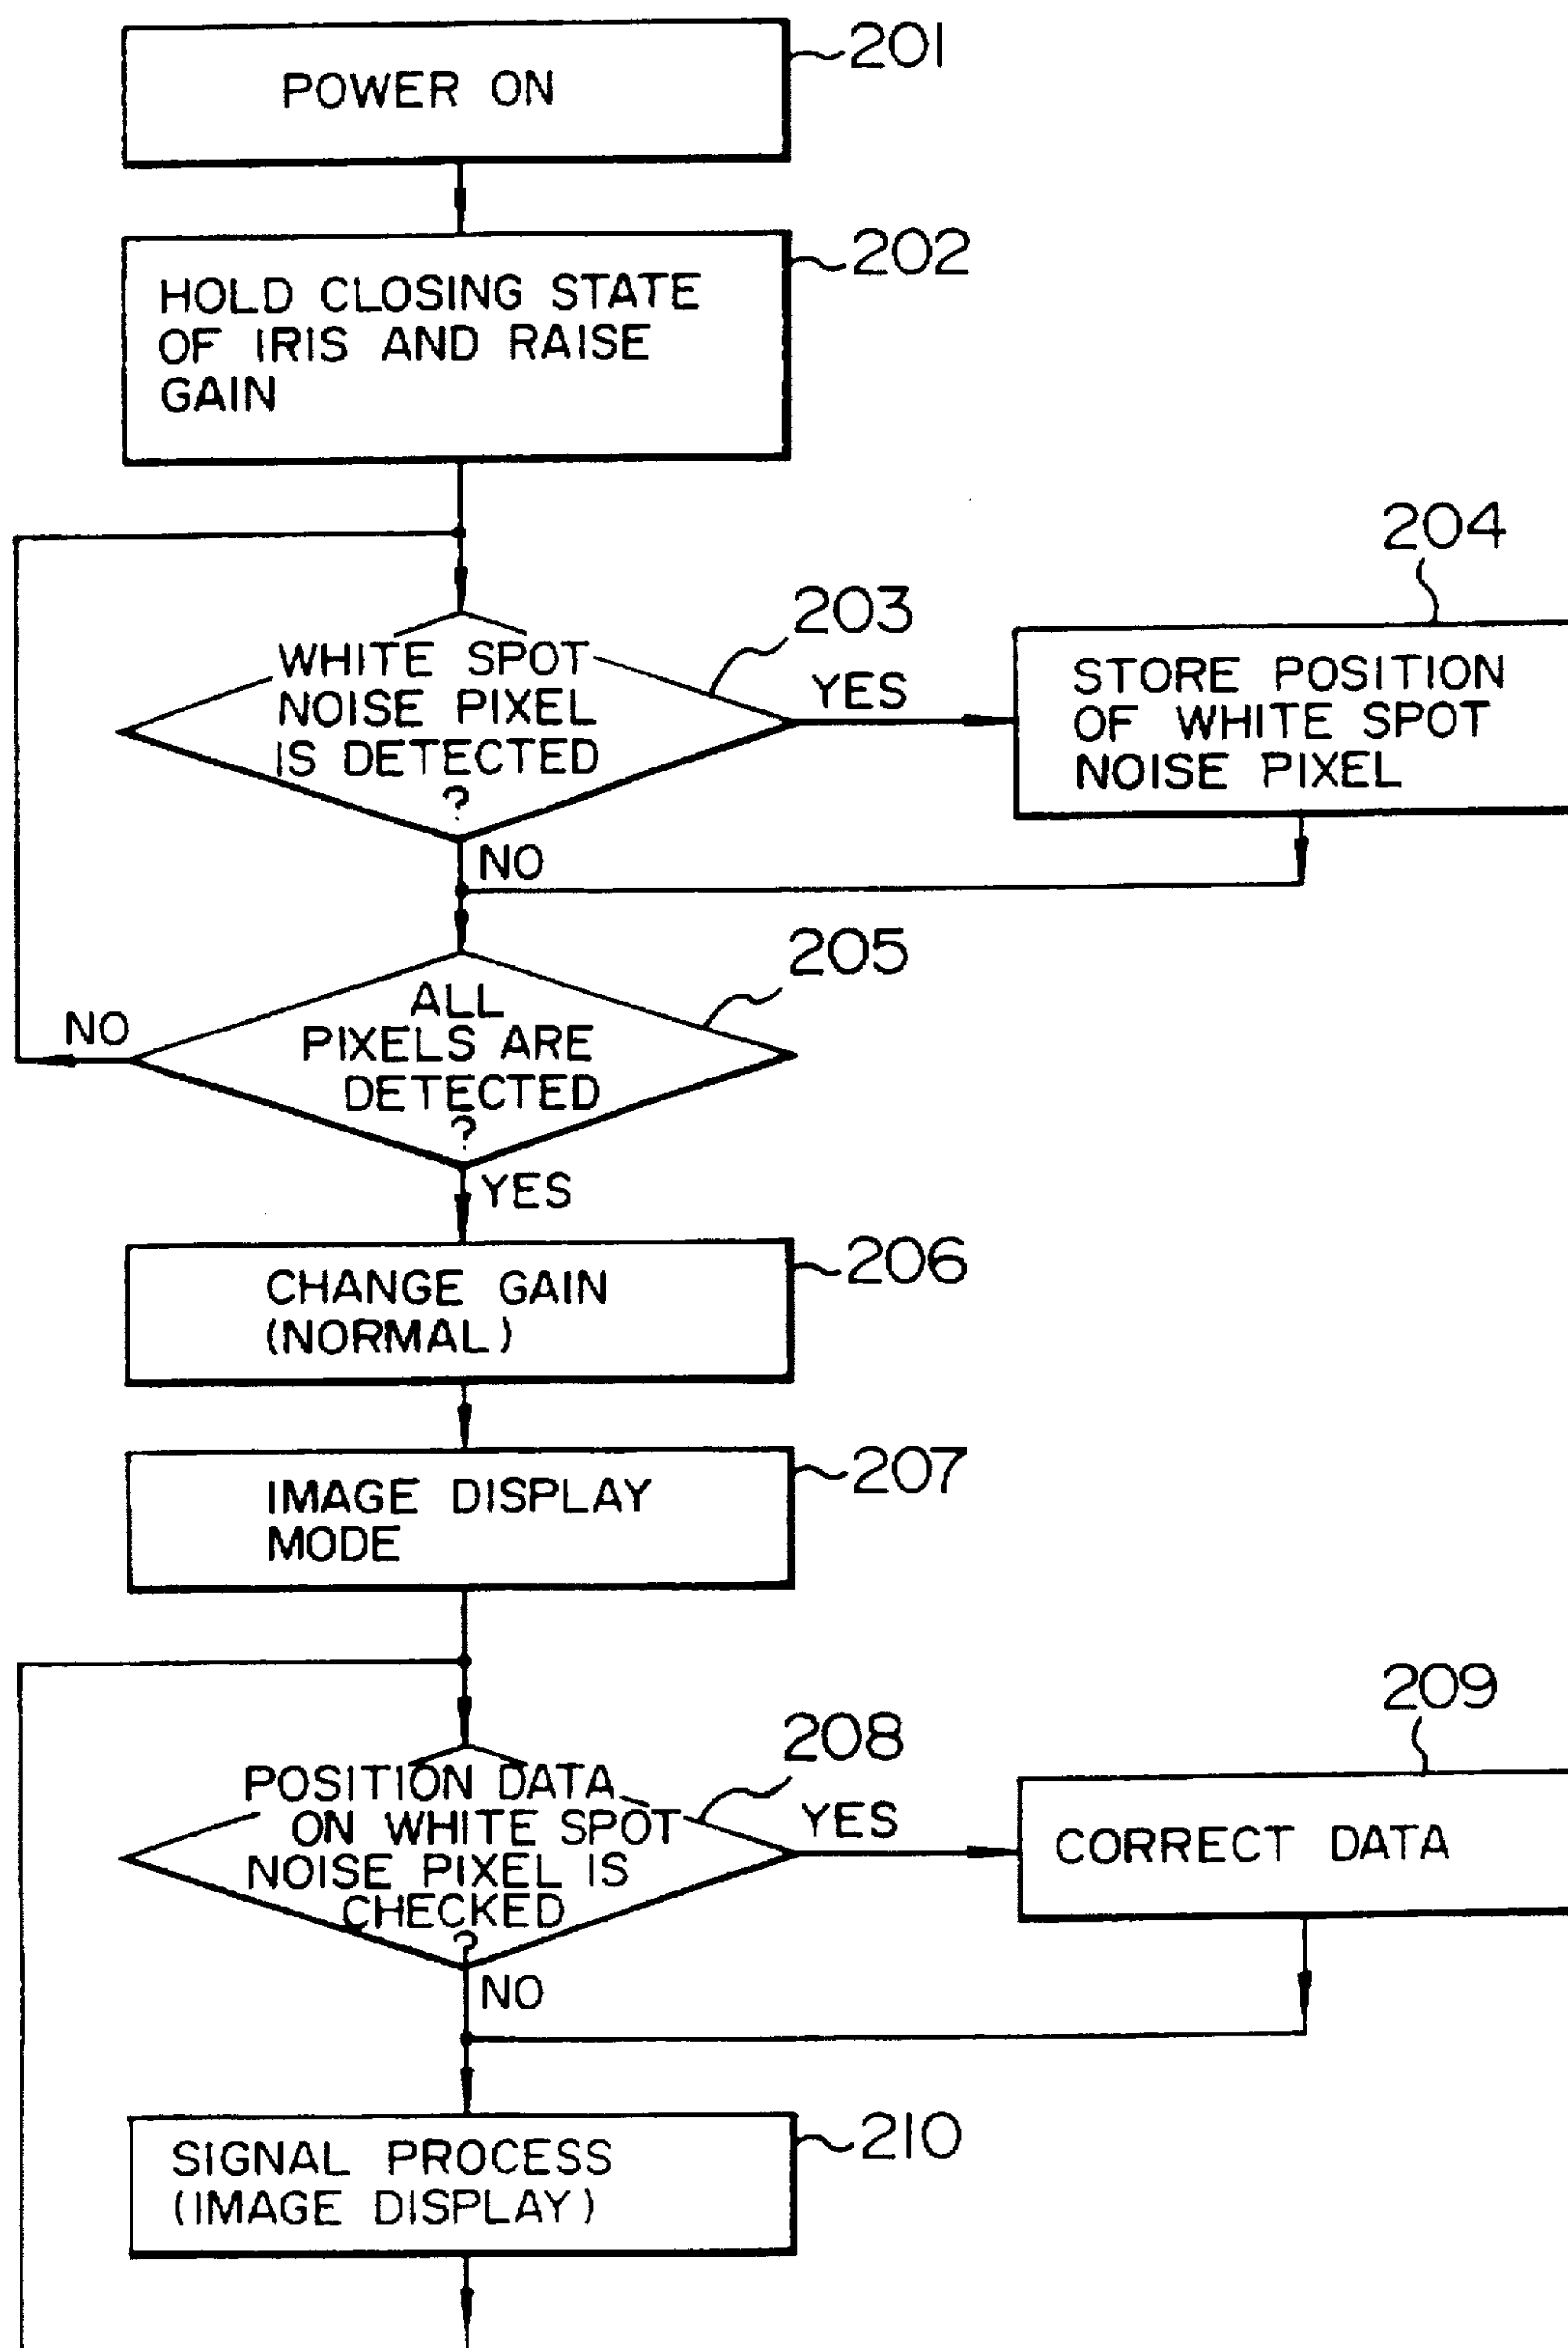 POWER ON
201
HOLD CLOSING STATE
OF IRIS AND RAISE
GAIN
202
WHITE SPOT
NOISE PIXEL
IS DETECTED
?
203
YES
204
STORE POSITION
OF WHITE SPOT
NOISE PIXEL
NO
205
ALL
PIXELS ARE
DETECTED
?
NO
YES
CHANGE GAIN
(NORMAL)
206
IMAGE DISPLAY
MODE
207
POSITION DATA
ON WHITE SPOT
NOISE PIXEL IS
CHECKED
?
208
YES
209
CORRECT DATA
NO
SIGNAL PROCESS
(IMAGE DISPLAY)
210